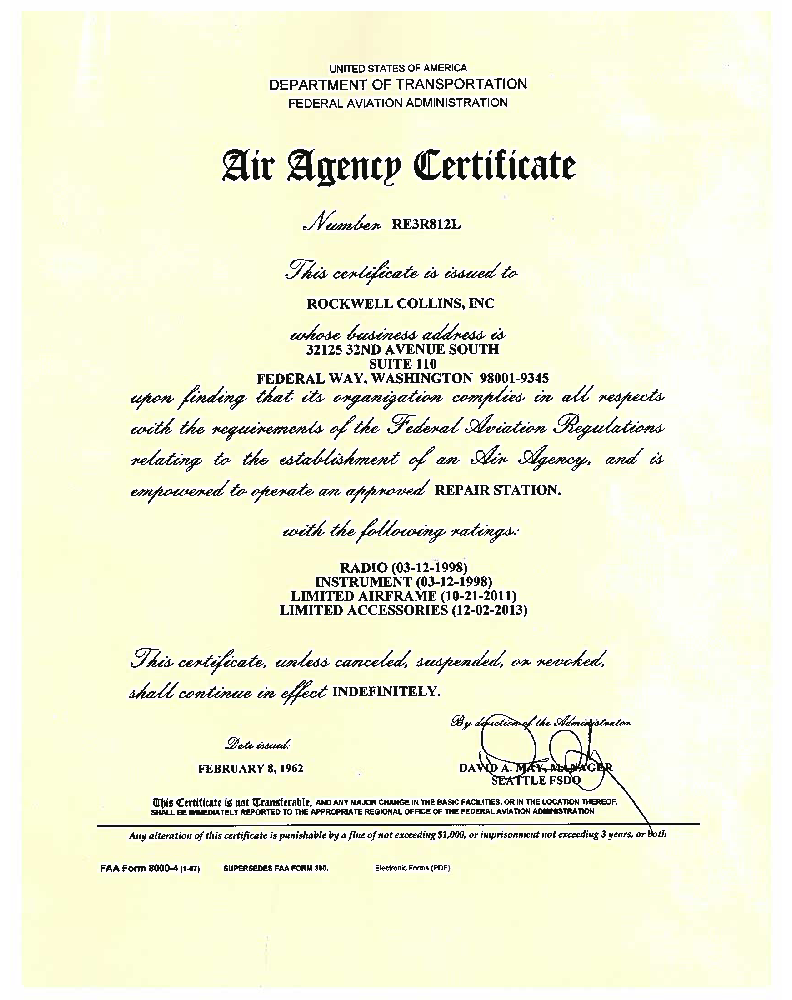 UNITED STATES OF AMERICA
DEPARTMENT OF TRANSPORTATION
FEDERAL AVIATION ADMINISTRATION
Air Agency Certificate
Number RE3R812L
This certificate is issued to
ROCKWELL COLLINS, INC
whose business address is
32125 32ND AVENUE SOUTH
SUITE 110
FEDERAL WAY, WASHINGTON 98001-9345
upon finding that its organization complies in all respects
with the requirements of the Federal Aviation Regulations
relating to the establishment of an Air Agency, and is
empowered to operate an approved REPAIR STATION.
with the following ratings:
RADIO (03-12-1998)
INSTRUMENT (03-12-1998)
LIMITED AIRFRAME (10-21-2011)
LIMITED ACCESSORIES (12-02-2013)
This certificate, unless canceled, suspended, or revoked,
shall continue in effect INDEFINITELY.
By direction of the Administrator
Date issued:
FEBRUARY 8, 1962
DAVID A. MAY, MANAGER
SEATTLE FSDO
This Certificate is not Transferable, AND ANY MAJOR CHANGE IN THE BASIC FACILITIES, OR IN THE LOCATION THEREOF,
SHALL BE IMMEDIATELY REPORTED TO THE APPROPRIATE REGIONAL OFFICE OF THE FEDERAL AVIATION ADMINISTRATION
Any alteration of this certificate is punishable by a fine of not exceeding $1,000, or imprisonment not exceeding 3 years, or both
FAA Form 8000-4 (1-67) SUPERSEDES FAA FORM 390. Electronic Forms (PDF)